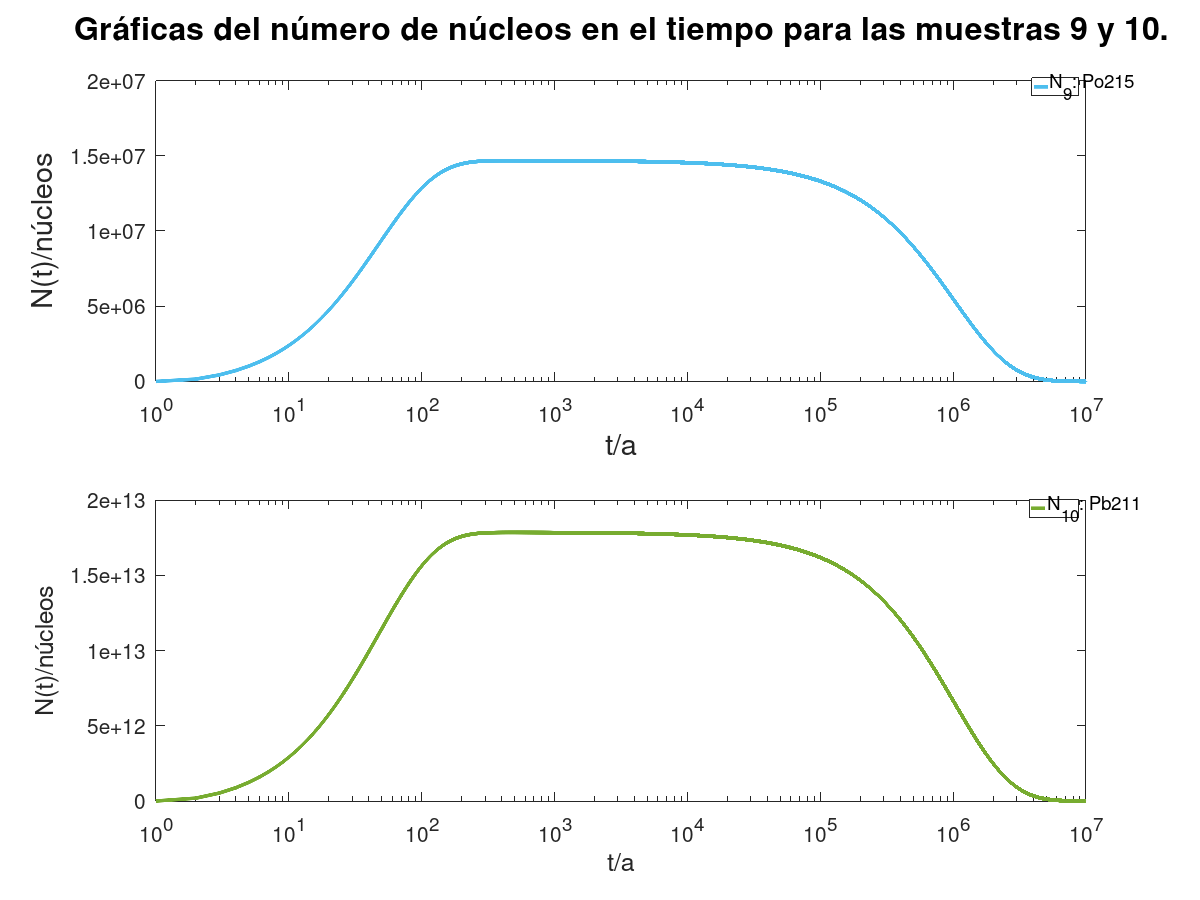 Gráficas del número de núcleos en el tiempo para las muestras 9 y 10.
2e+07
1.5e+07
1e+07
5e+06
0
N(t)/núcleos
N_9: Po215
10^0 10^1 10^2 10^3 10^4 10^5 10^6 10^7
t/a
2e+13
1.5e+13
1e+13
5e+12
0
N(t)/núcleos
N_10: Pb211
10^0 10^1 10^2 10^3 10^4 10^5 10^6 10^7
t/a